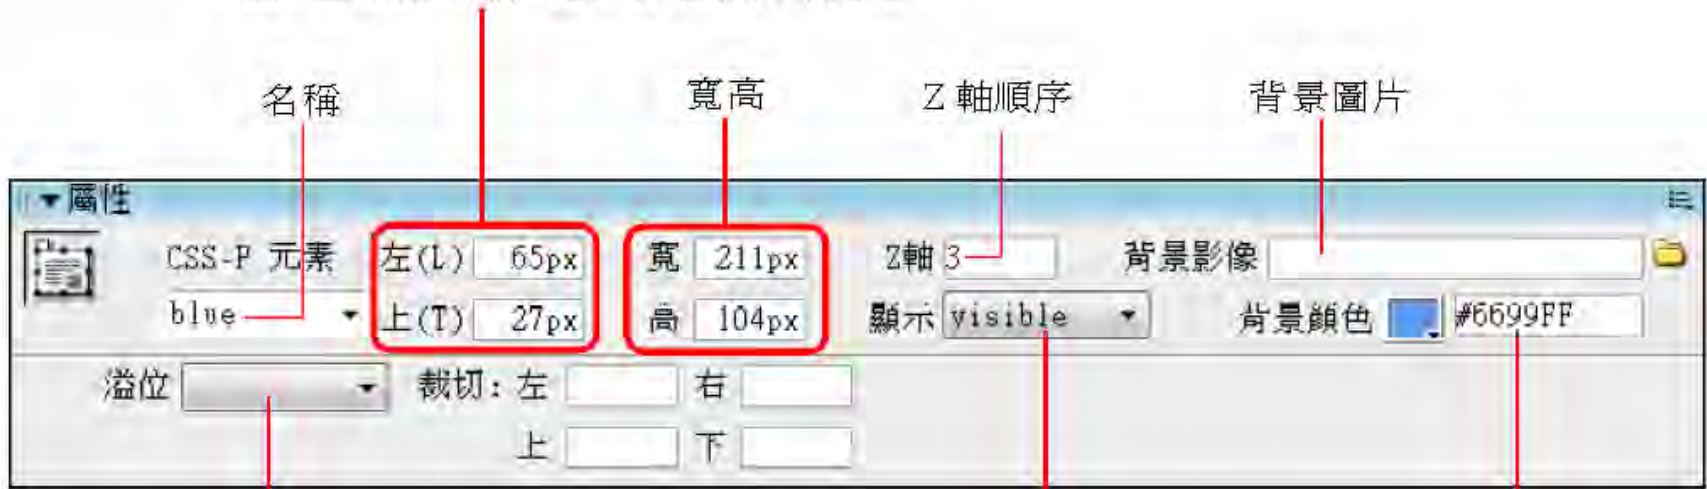 名稱
寬高
Z 軸順序
背景圖片
屬性
CSS-P 元素 左(L) 65px 寬 211px Z軸 3 背景影像
blue 上(T) 27px 高 104px 顯示 visible 背景顏色 #6699FF
溢位 裁切：左 右
上 下